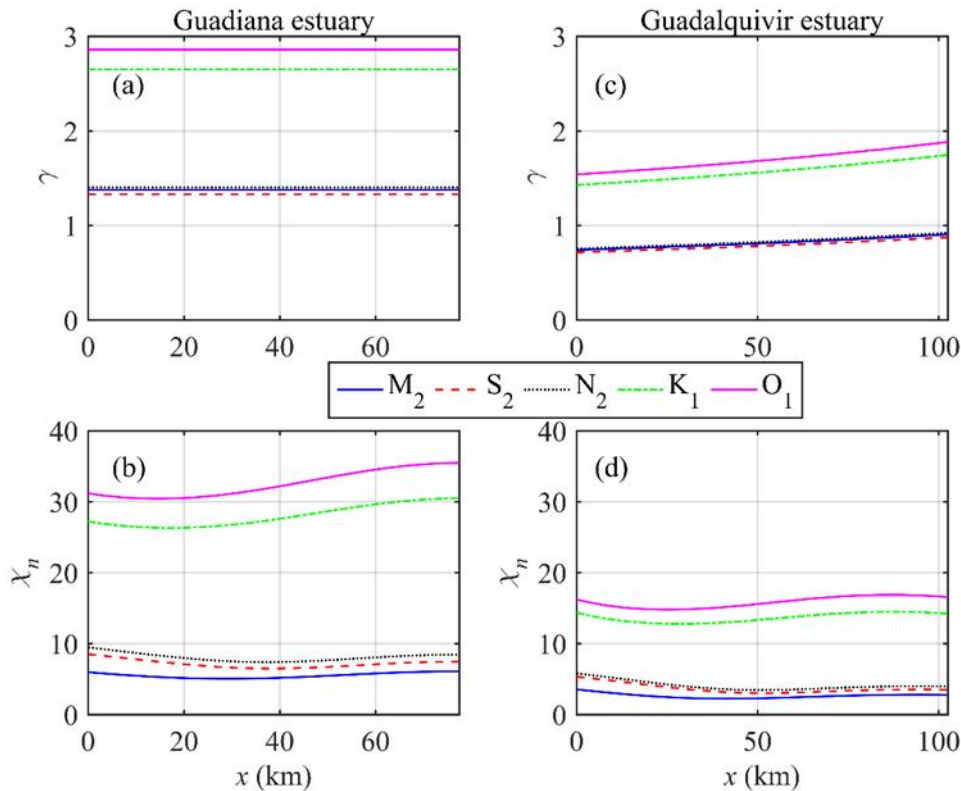 Guadiana estuary
Guadalquivir estuary
3
2
1
0
γ
(a)
0 20 40 60
3
2
1
0
γ
(c)
0 50 100
M2 S2 N2 K1 O1
40
30
20
10
0
χn
(b)
0 20 40 60
x (km)
40
30
20
10
0
χn
(d)
0 50 100
x (km)